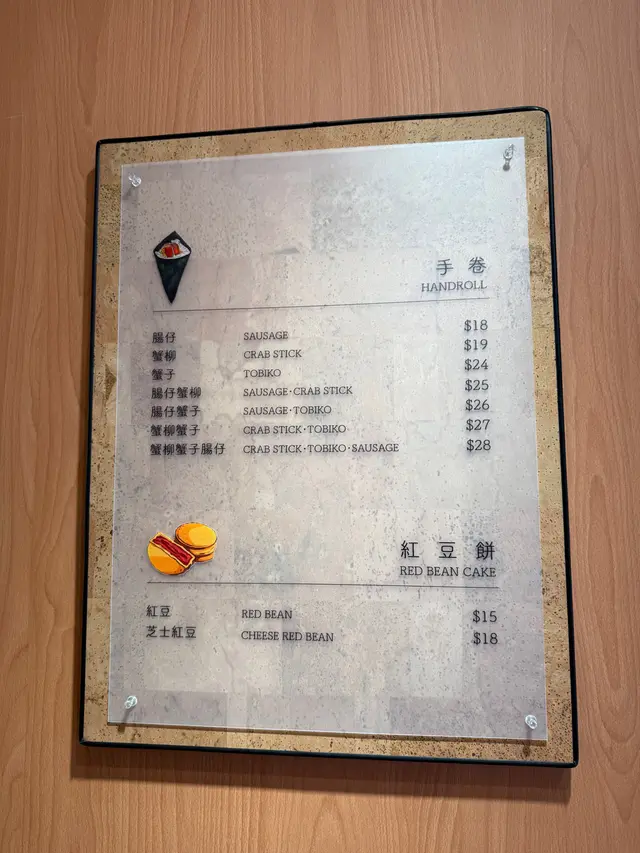 手卷
HANDROLL
腸仔 SAUSAGE $18
蟹柳 CRAB STICK $19
蟹子 TOBIKO $24
腸仔蟹柳 SAUSAGE·CRAB STICK $25
腸仔蟹子 SAUSAGE·TOBIKO $26
蟹柳蟹子 CRAB STICK·TOBIKO $27
蟹柳蟹子腸仔 CRAB STICK·TOBIKO·SAUSAGE $28
紅豆餅
RED BEAN CAKE
紅豆 RED BEAN $15
芝士紅豆 CHEESE RED BEAN $18